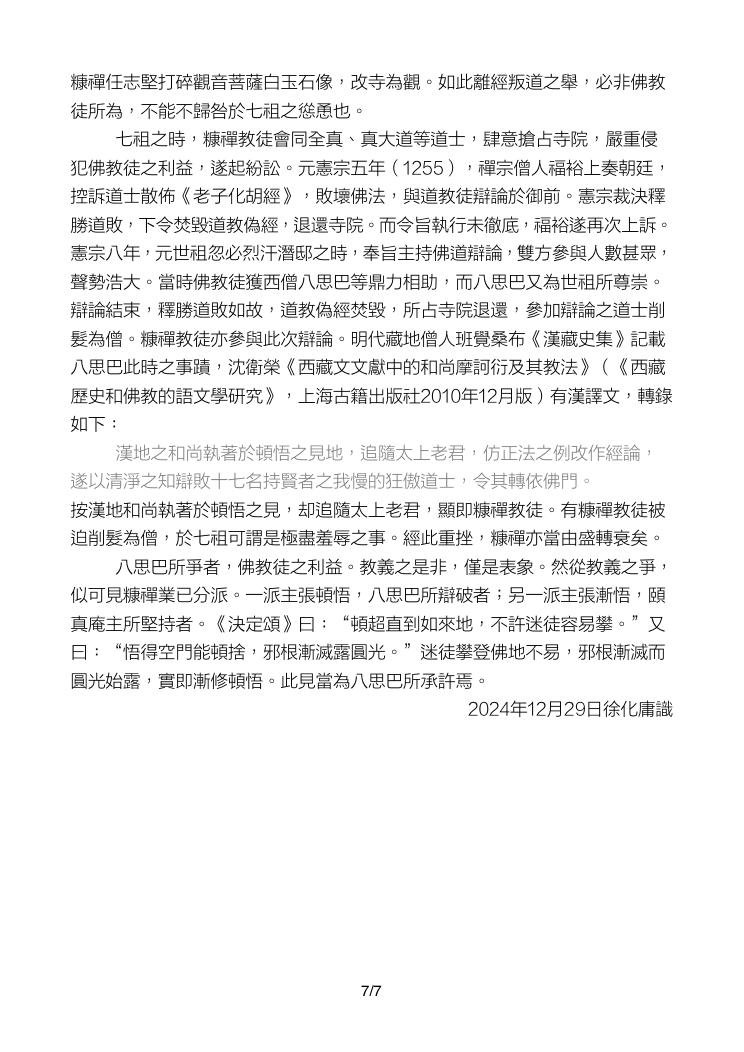 糠禪任志堅打碎觀音菩薩白玉石像，改寺為觀。如此離經叛道之舉，必非佛教
徒所為，不能不歸咎於七祖之慫恿也。
七祖之時，糠禪教徒會同全真、真大道等道士，肆意搶占寺院，嚴重侵
犯佛教徒之利益，遂起紛訟。元憲宗五年（1255），禪宗僧人福裕上奏朝廷，
控訴道士散佈《老子化胡經》，敗壞佛法，與道教徒辯論於御前。憲宗裁決釋
勝道敗，下令焚毀道教偽經，退還寺院。而令旨執行未徹底，福裕遂再次上訴。
憲宗八年，元世祖忽必烈汗潛邸之時，奉旨主持佛道辯論，雙方參與人數甚眾，
聲勢浩大。當時佛教徒獲西僧八思巴等鼎力相助，而八思巴又為世祖所尊崇。
辯論結束，釋勝道敗如故，道教偽經焚毀，所占寺院退還，參加辯論之道士削
髮為僧。糠禪教徒亦參與此次辯論。明代藏地僧人班覺桑布《漢藏史集》記載
八思巴此時之事蹟，沈衛榮《西藏文文獻中的和尚摩訶衍及其教法》（《西藏
歷史和佛教的語文學研究》，上海古籍出版社2010年12月版）有漢譯文，轉錄
如下：
漢地之和尚執著於頓悟之見地，追隨太上老君，仿正法之例改作經論，
遂以清淨之知辯敗十七名持賢者之我慢的狂傲道士，令其轉依佛門。
按漢地和尚執著於頓悟之見，却追隨太上老君，顯即糠禪教徒。有糠禪教徒被
迫削髮為僧，於七祖可謂是極盡羞辱之事。經此重挫，糠禪亦當由盛轉衰矣。
八思巴所爭者，佛教徒之利益。教義之是非，僅是表象。然從教義之爭，
似可見糠禪業已分派。一派主張頓悟，八思巴所辯破者；另一派主張漸悟，頤
真庵主所堅持者。《決定頌》曰：“頓超直到如來地，不許迷徒容易攀。”又
曰：“悟得空門能頓捨，邪根漸滅露圓光。”迷徒攀登佛地不易，邪根漸滅而
圓光始露，實即漸修頓悟。此見當為八思巴所承許焉。
2024年12月29日徐化庸識
7/7